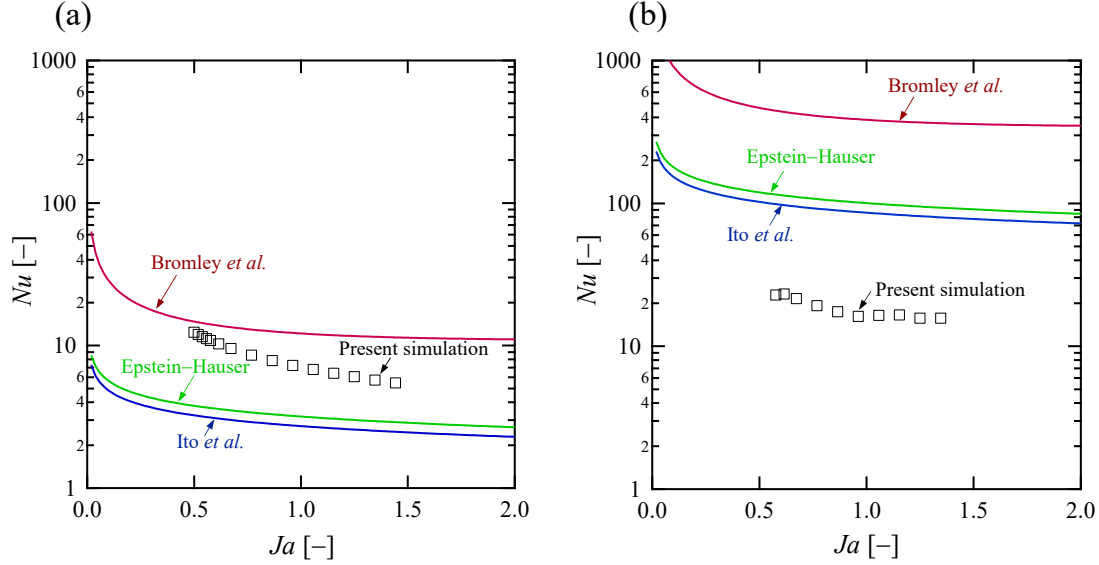 (a)
1000
6
4
2
100
6
4
2
10
6
4
2
1
Nu [−]
Bromley et al.
Present simulation
Epstein−Hauser
Ito et al.
0.0 0.5 1.0 1.5 2.0
Ja [−]
(b)
1000
6
4
2
100
6
4
2
10
6
4
2
1
Nu [−]
Bromley et al.
Epstein−Hauser
Ito et al.
Present simulation
0.0 0.5 1.0 1.5 2.0
Ja [−]